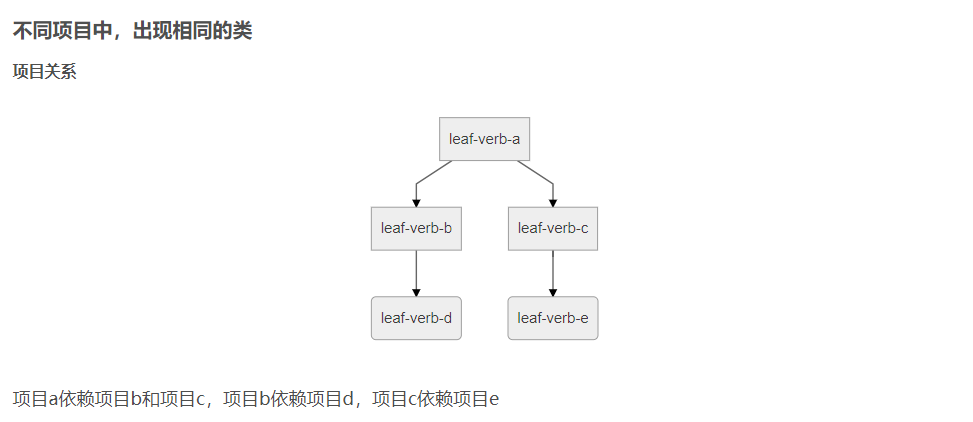 不同项目中，出现相同的类
项目关系
leaf-verb-a
leaf-verb-b
leaf-verb-c
leaf-verb-d
leaf-verb-e
项目a依赖项目b和项目c，项目b依赖项目d，项目c依赖项目e